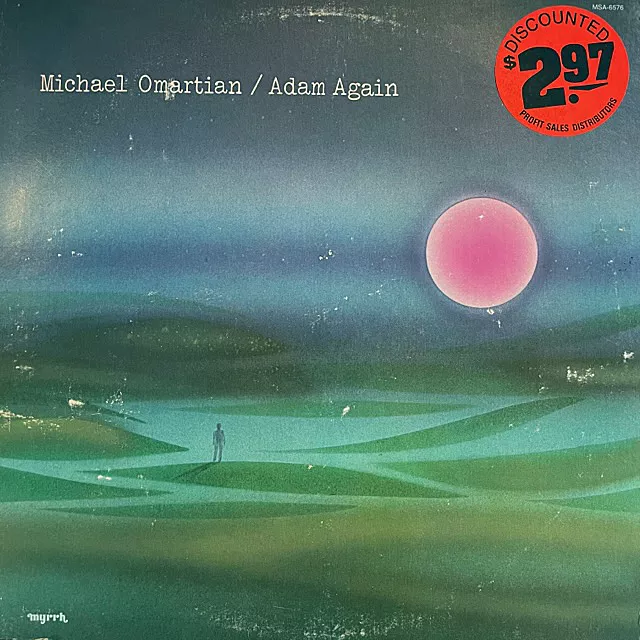 MSA-6576
DISCOUNTED
$2.97
PROFIT SALES DISTRIBUTORS
Michael Omartian / Adam Again
myrrh